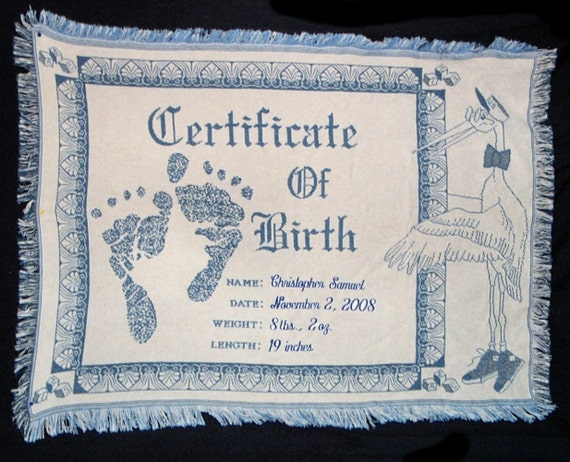 Certificate
Of
Birth
NAME: Christopher Samuel
DATE: November 2, 2008
WEIGHT: 8 lbs., 2 oz.
LENGTH: 19 inches